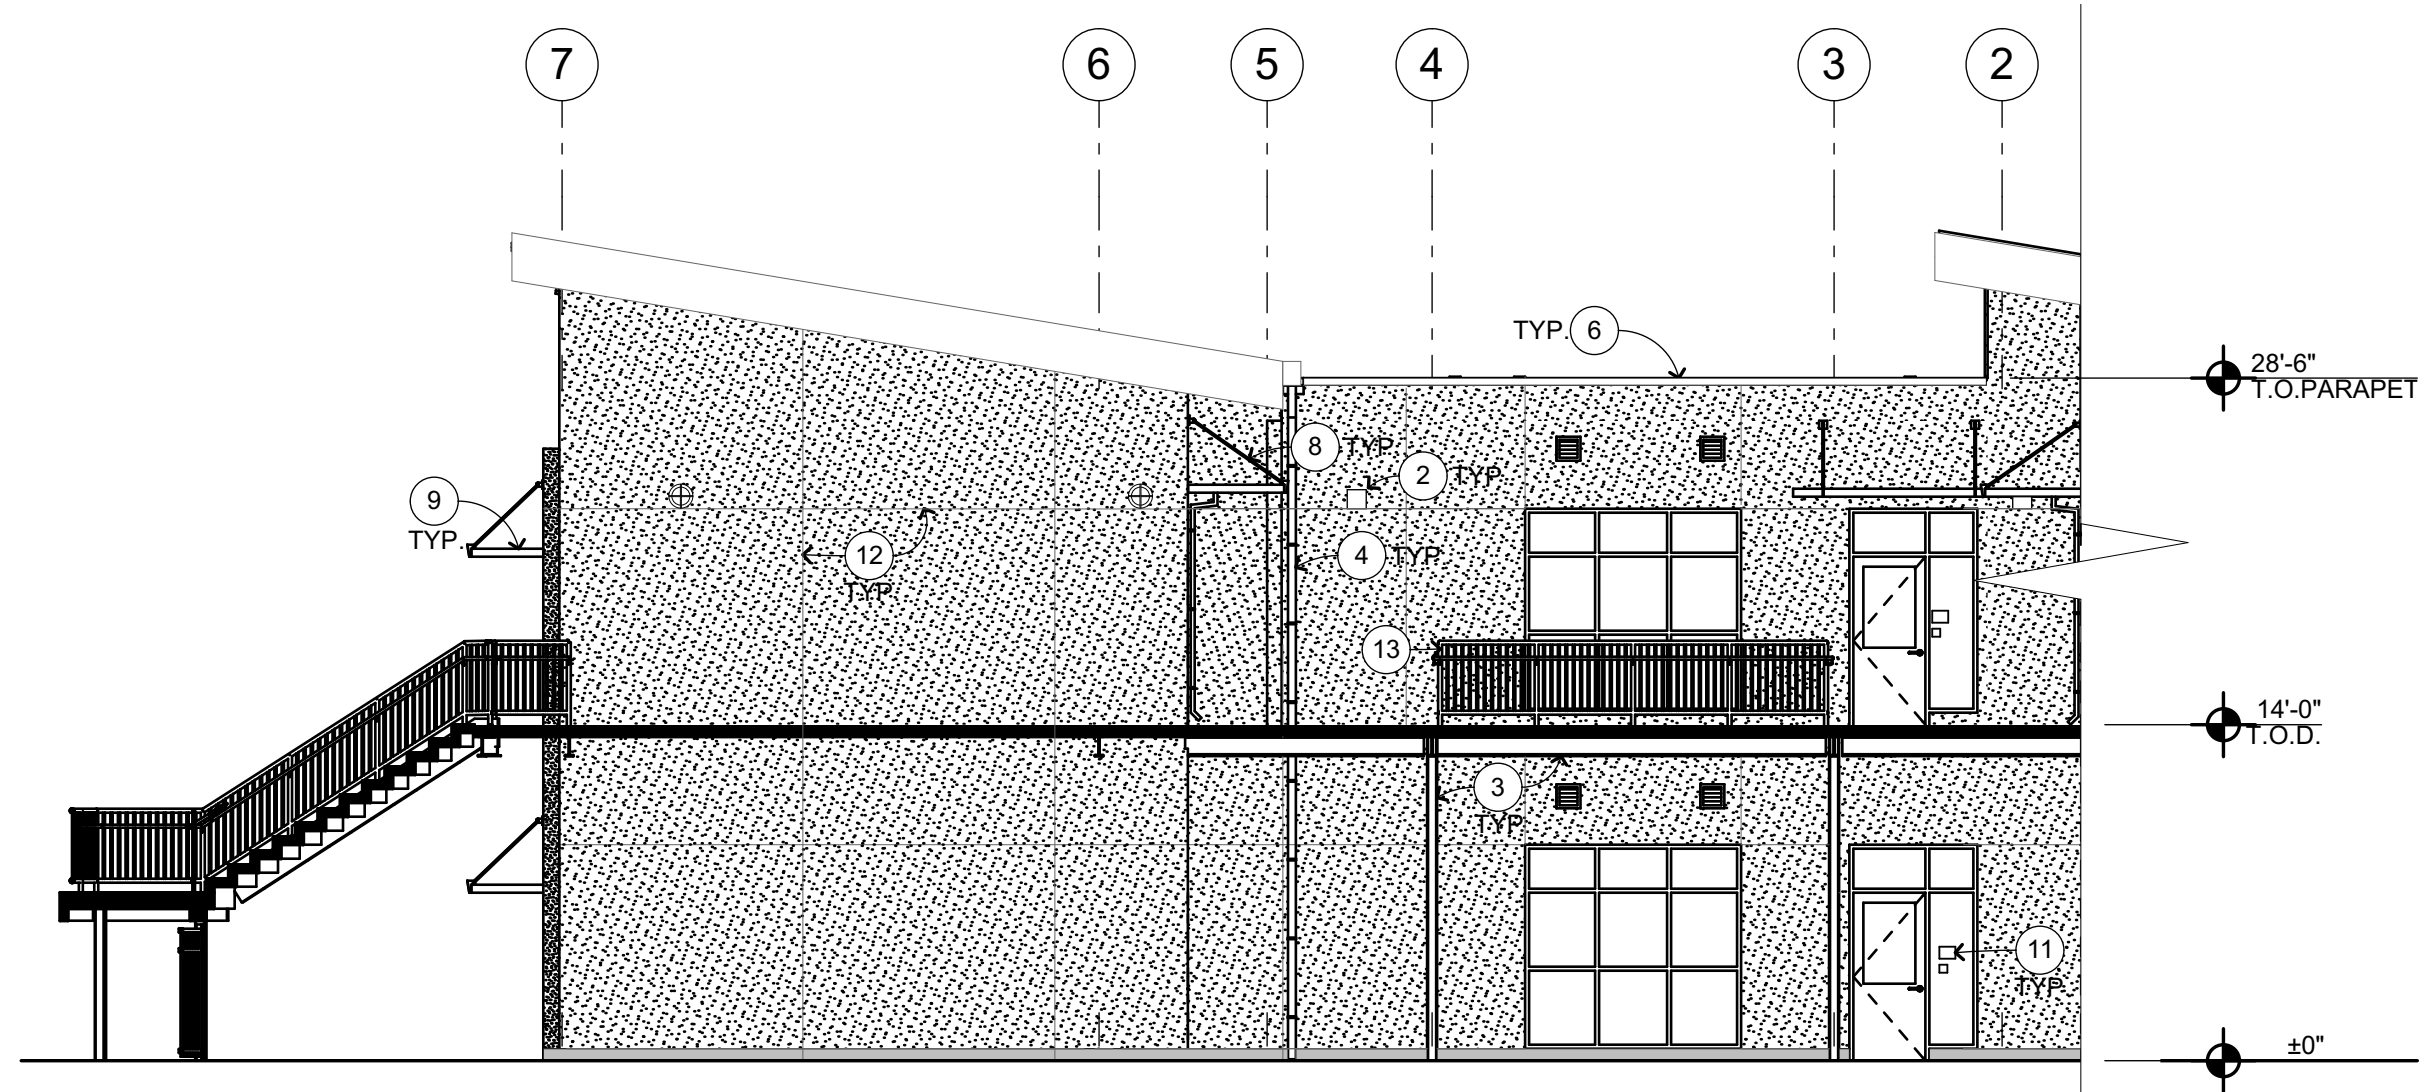 7
6
5
4
3
2
TYP. 6
28'-6"
T.O.PARAPET
8 TYP.
2 TYP.
9
TYP.
12
TYP.
4 TYP.
13
14'-0"
T.O.D.
3
TYP.
11
TYP.
±0"